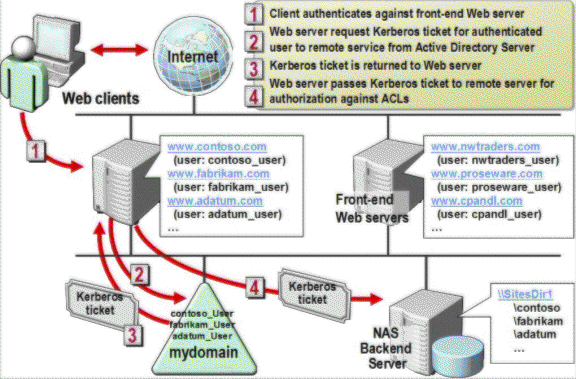 1 Client authenticates against front-end Web server
2 Web server request Kerberos ticket for authenticated
user to remote service from Active Directory Server
3 Kerberos ticket is returned to Web server
4 Web server passes Kerberos ticket to remote server for
authorization against ACLs
Internet
Web clients
1
www.contoso.com
(user: contoso_user)
www.fabrikam.com
(user: fabrikam_user)
www.adatum.com
(user: adatum_user)
...
Front-end
Web servers
www.nwtraders.com
(user: nwtraders_user)
www.proseware.com
(user: proseware_user)
www.cpandl.com
(user: cpandl_user)
...
2
Kerberos
ticket
3
contoso_User
fabrikam_User
adatum_User
mydomain
4
Kerberos
ticket
NAS
Backend
Server
\\SitesDir1
\contoso
\fabrikam
\adatum
...